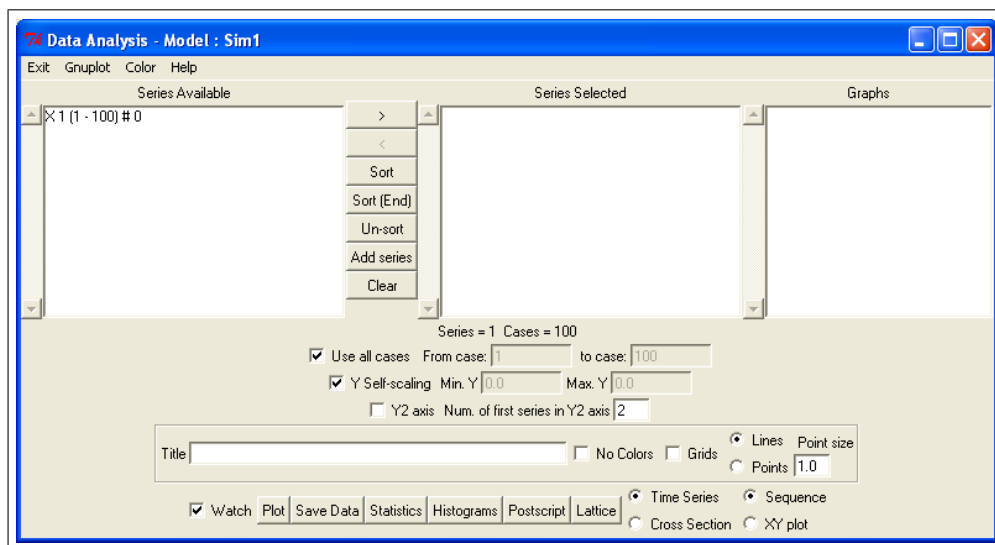 Data Analysis - Model : Sim1
Exit Gnuplot Color Help
Series Available
Series Selected
Graphs
X 1 (1 - 100) # 0
>
<
Sort
Sort (End)
Un-sort
Add series
Clear
Series = 1 Cases = 100
Use all cases From case: 1 to case: 100
Y Self-scaling Min. Y 0.0 Max. Y 0.0
Y2 axis Num. of first series in Y2 axis 2
Title No Colors Grids Lines Point size
Points 1.0
Watch Plot Save Data Statistics Histograms Postscript Lattice Time Series Sequence
Cross Section XY plot